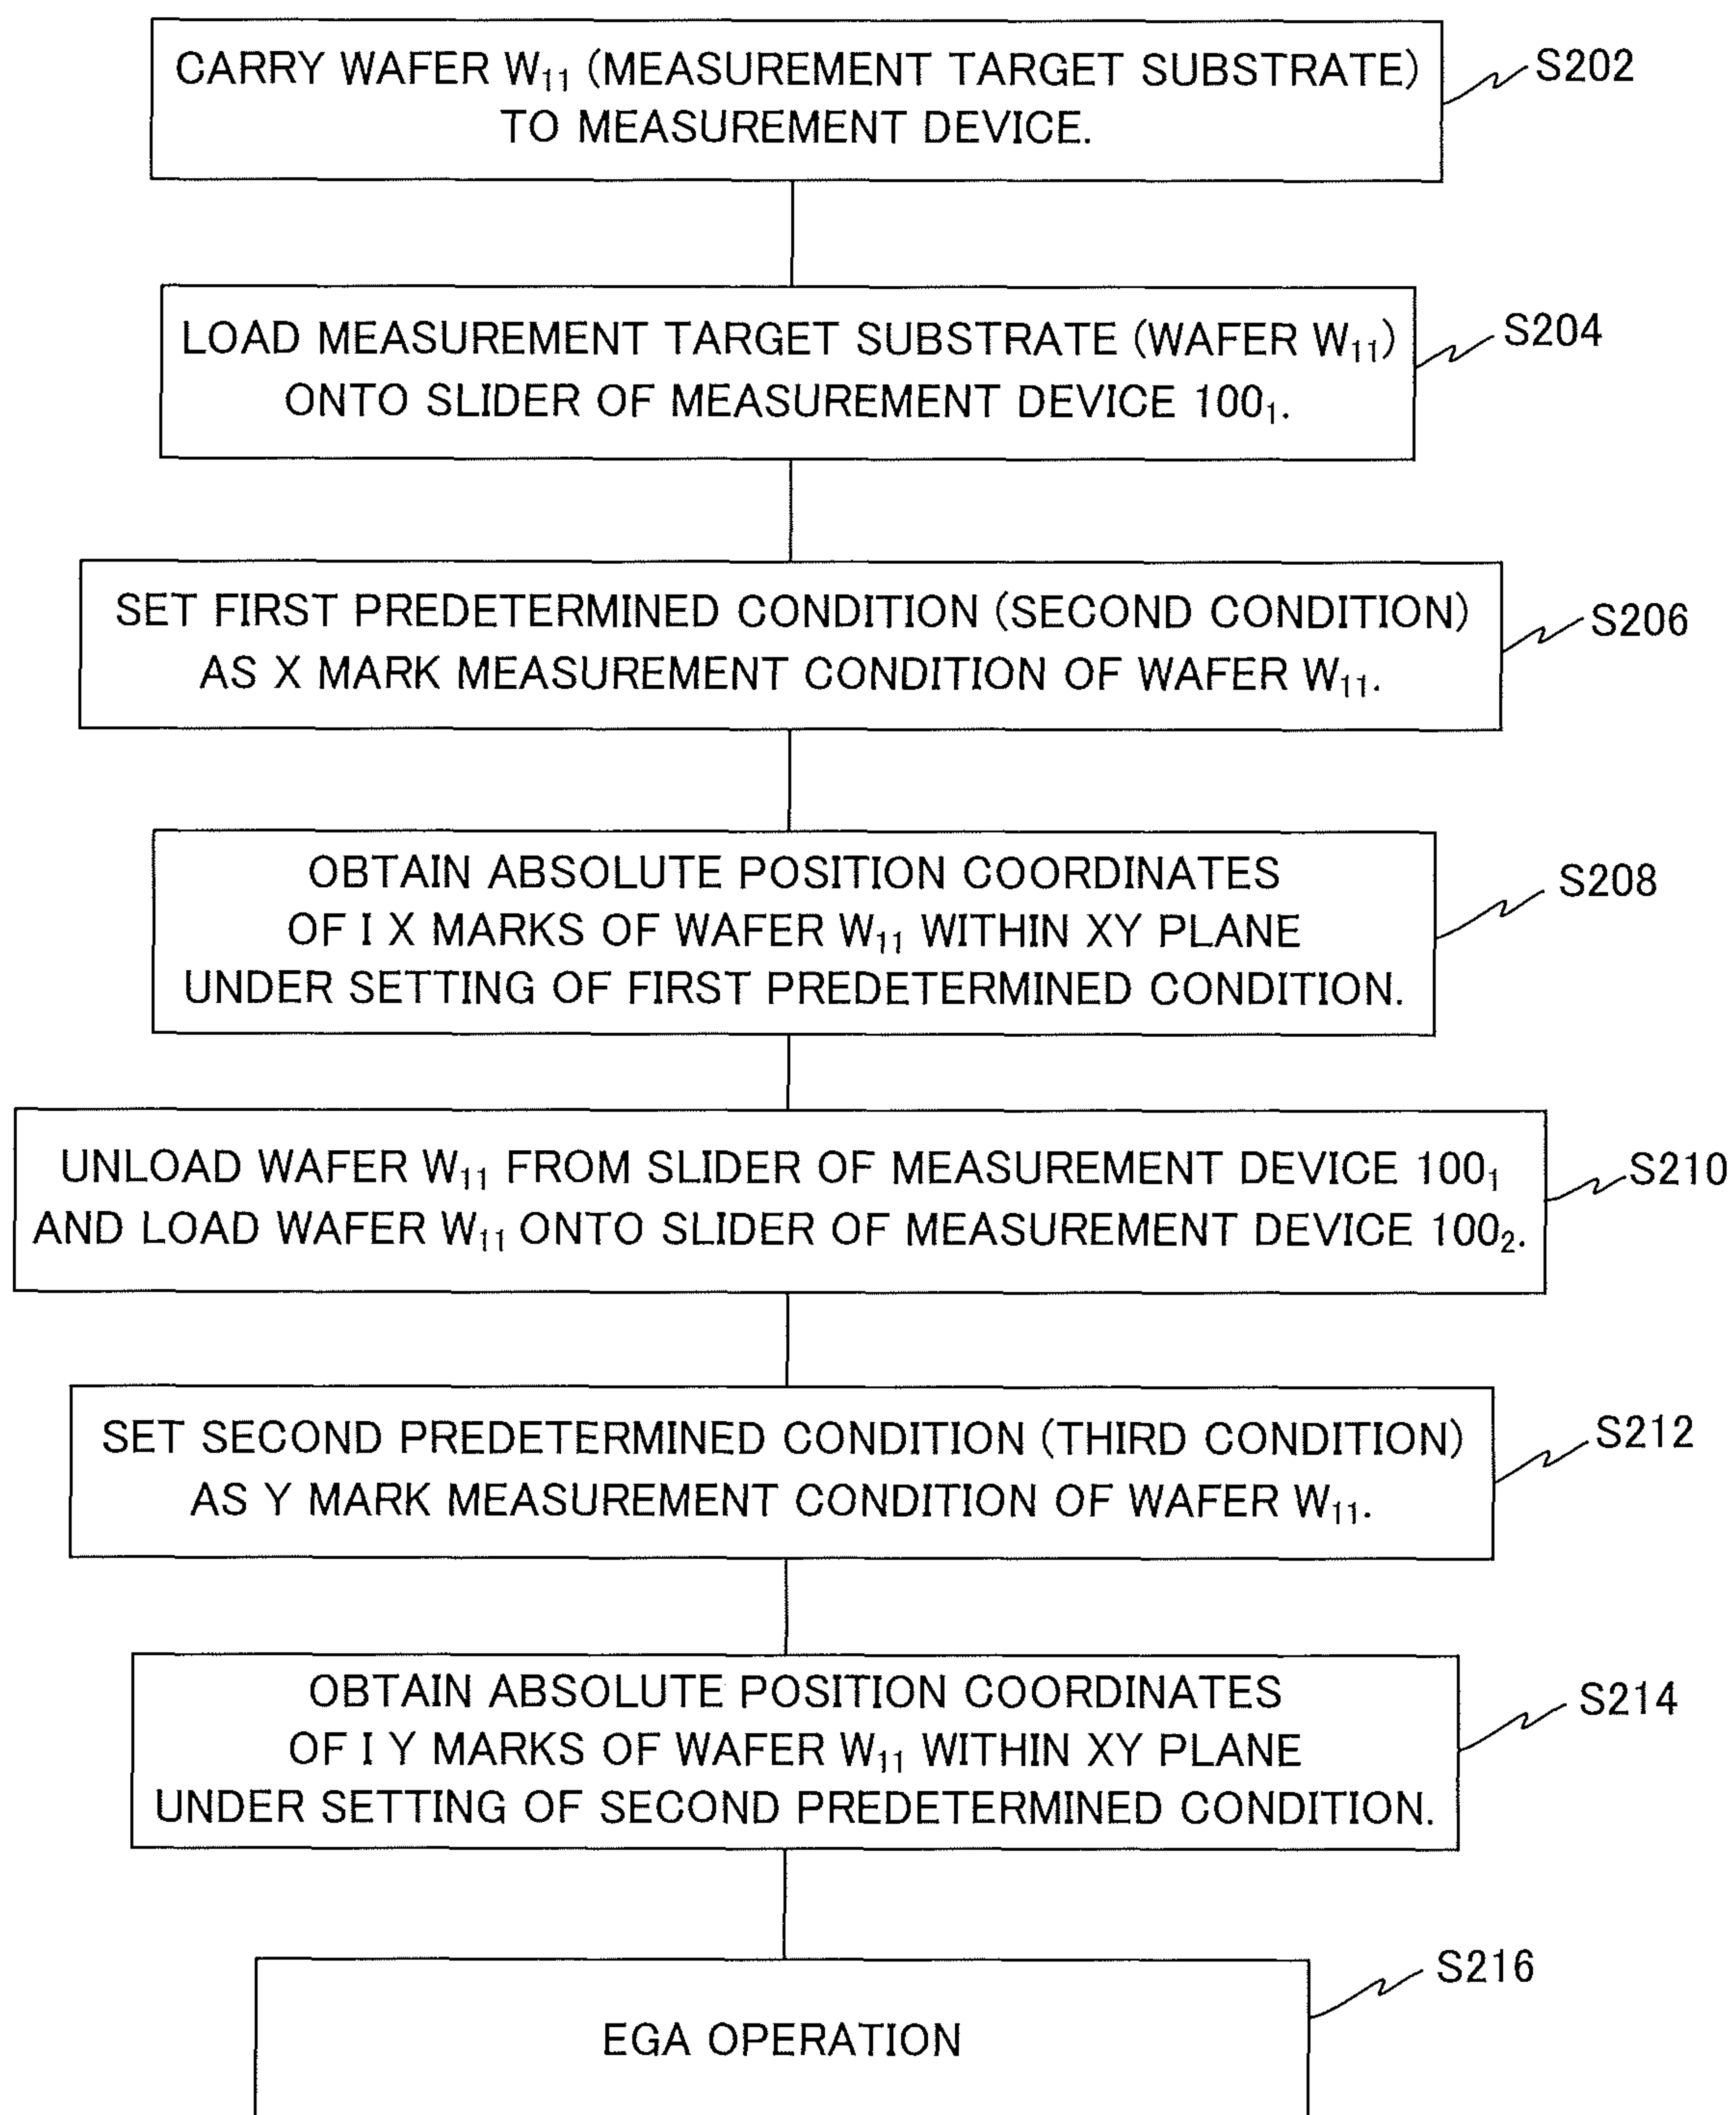 CARRY WAFER W₁₁ (MEASUREMENT TARGET SUBSTRATE)
TO MEASUREMENT DEVICE.
S202
LOAD MEASUREMENT TARGET SUBSTRATE (WAFER W₁₁)
ONTO SLIDER OF MEASUREMENT DEVICE 100₁.
S204
SET FIRST PREDETERMINED CONDITION (SECOND CONDITION)
AS X MARK MEASUREMENT CONDITION OF WAFER W₁₁.
S206
OBTAIN ABSOLUTE POSITION COORDINATES
OF I X MARKS OF WAFER W₁₁ WITHIN XY PLANE
UNDER SETTING OF FIRST PREDETERMINED CONDITION.
S208
UNLOAD WAFER W₁₁ FROM SLIDER OF MEASUREMENT DEVICE 100₁
AND LOAD WAFER W₁₁ ONTO SLIDER OF MEASUREMENT DEVICE 100₂.
S210
SET SECOND PREDETERMINED CONDITION (THIRD CONDITION)
AS Y MARK MEASUREMENT CONDITION OF WAFER W₁₁.
S212
OBTAIN ABSOLUTE POSITION COORDINATES
OF I Y MARKS OF WAFER W₁₁ WITHIN XY PLANE
UNDER SETTING OF SECOND PREDETERMINED CONDITION.
S214
EGA OPERATION
S216